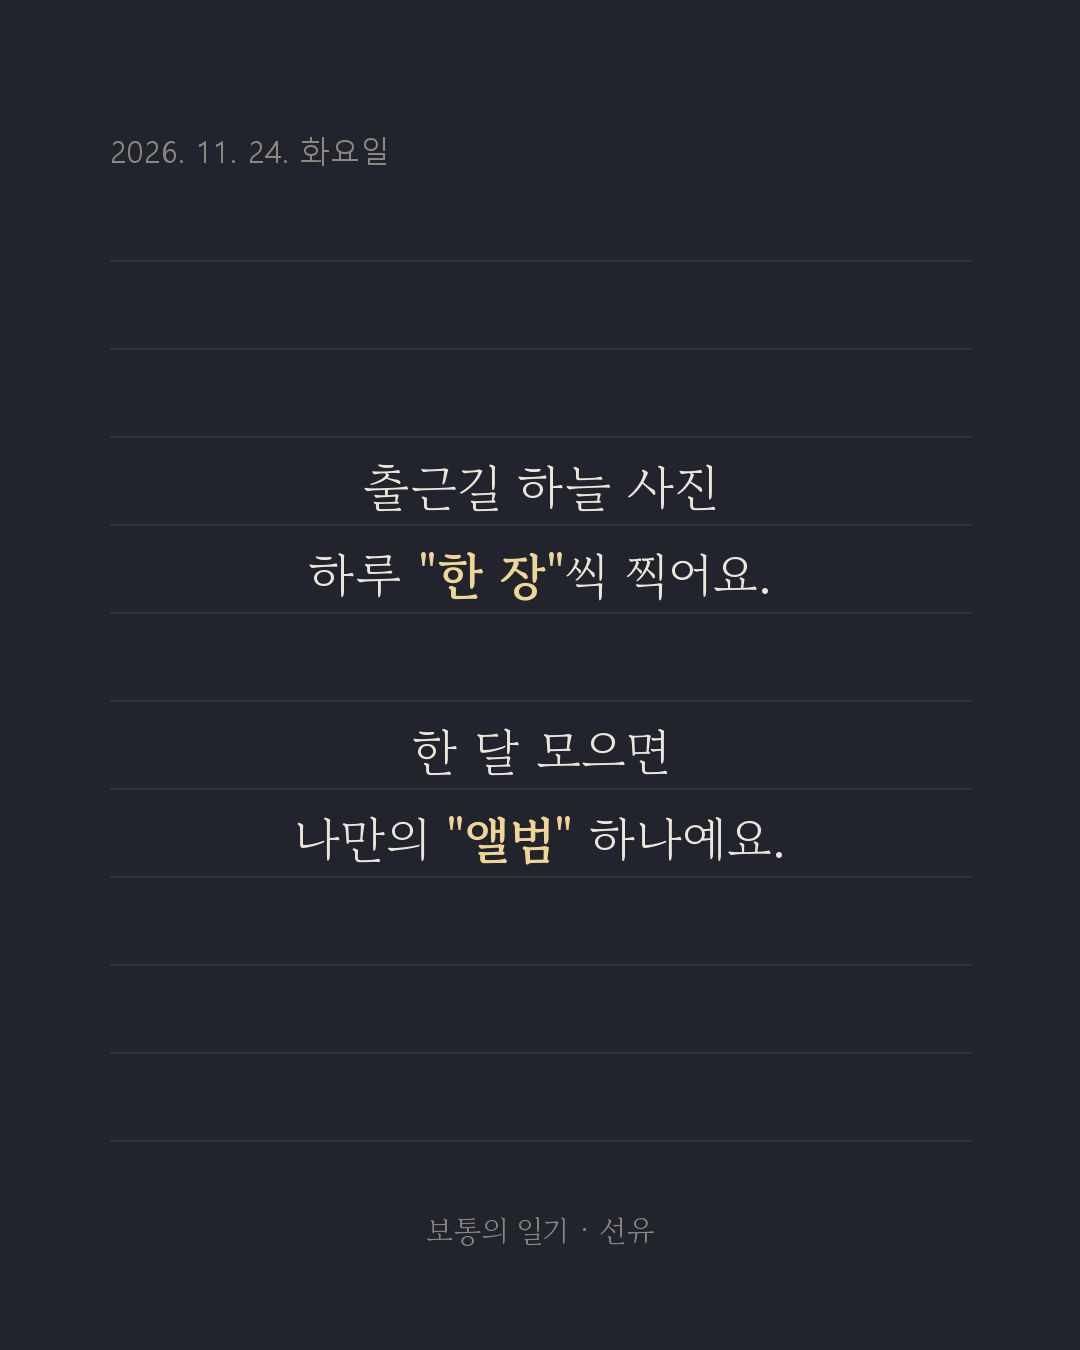 2026. 11. 24. 화요일
출근길 하늘 사진
하루 "한 장"씩 찍어요.
한 달 모으면
나만의 "앨범" 하나예요.
보통의 일기 · 선유